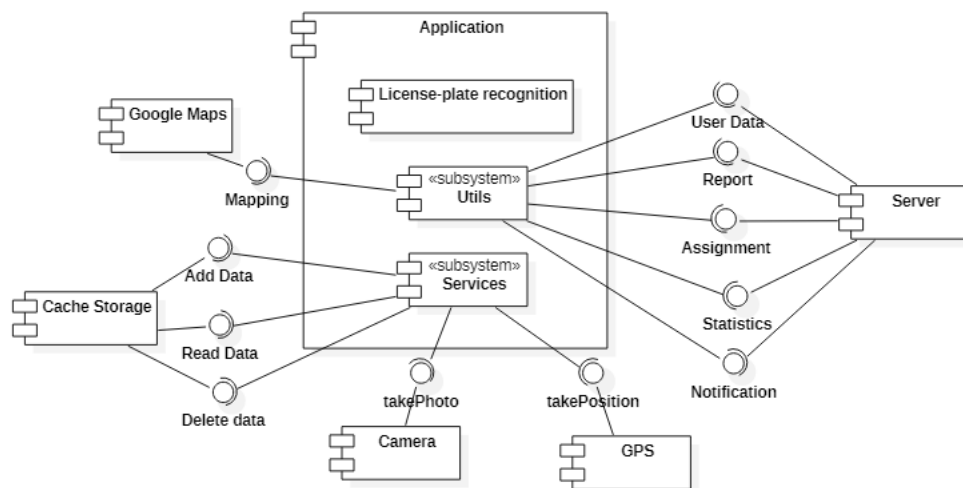 Application
License-plate recognition
Google Maps
User Data
Mapping
«subsystem»
Utils
Report
Server
Assignment
Add Data
«subsystem»
Services
Cache Storage
Statistics
Read Data
Notification
Delete data
takePhoto
takePosition
Camera
GPS